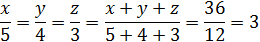 x/5 = y/4 = z/3 = (x + y + z)/(5 + 4 + 3) = 36/12 = 3